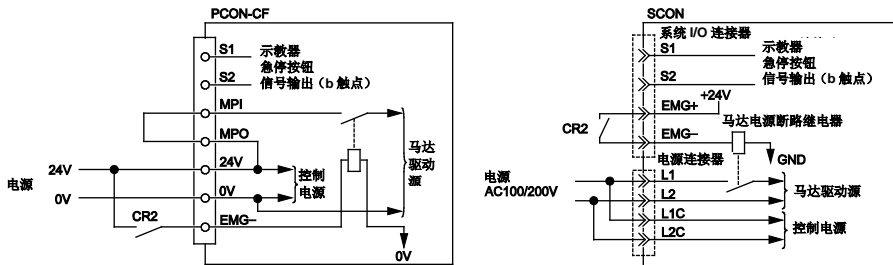 PCON-CF
S1 示教器
急停按钮
S2 信号输出（b 触点）
MPI
MPO
24V
0V
EMG–
电源
24V
0V
CR2
控制
电源
马达
驱动
源
0V
SCON
系统 I/O 连接器
S1 示教器
急停按钮
S2 信号输出（b 触点）
+24V
EMG+
马达电源断路继电器
CR2
EMG–
GND
电源连接器
电源
AC100/200V
L1
L2
L1C
L2C
马达驱动源
控制电源